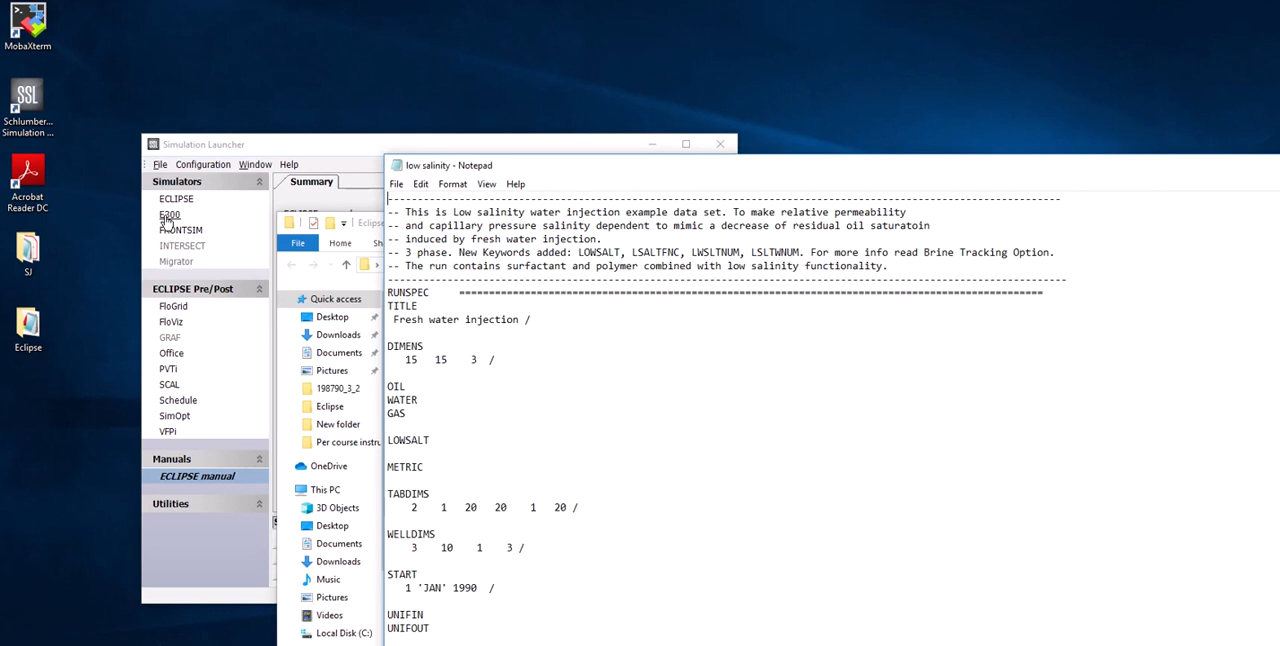 MobaXterm
SSL
Schlumber...
Simulation ...
Acrobat
Reader DC
SJ
Eclipse
Simulation Launcher
File Configuration Window Help
Simulators
ECLIPSE
E300
FRONTSIM
INTERSECT
Migrator
ECLIPSE Pre/Post
FloGrid
FloViz
GRAF
Office
PVTi
SCAL
Schedule
SimOpt
VFPi
Manuals
ECLIPSE manual
Utilities
Summary
Eclipse
File Home
Quick access
Desktop
Downloads
Documents
Pictures
198790_3_2
Eclipse
New folder
Per course instru
OneDrive
This PC
3D Objects
Desktop
Documents
Downloads
Music
Pictures
Videos
Local Disk (C:)
low salinity - Notepad
File Edit Format View Help
--------------------------------------------------------------------------------------------------
-- This is Low salinity water injection example data set. To make relative permeability
-- and capillary pressure salinity dependent to mimic a decrease of residual oil saturatoin
-- induced by fresh water injection.
-- 3 phase. New Keywords added: LOWSALT, LSALTFNC, LWSLTNUM, LSLTWNUM. For more info read Brine Tracking Option.
-- The run contains surfactant and polymer combined with low salinity functionality.
---------------------------------------------------------------------------------------------------
RUNSPEC ======================================================================================
TITLE
Fresh water injection /
DIMENS
15 15 3 /
OIL
WATER
GAS
LOWSALT
METRIC
TABDIMS
2 1 20 20 1 20 /
WELLDIMS
3 10 1 3 /
START
1 'JAN' 1990 /
UNIFIN
UNIFOUT